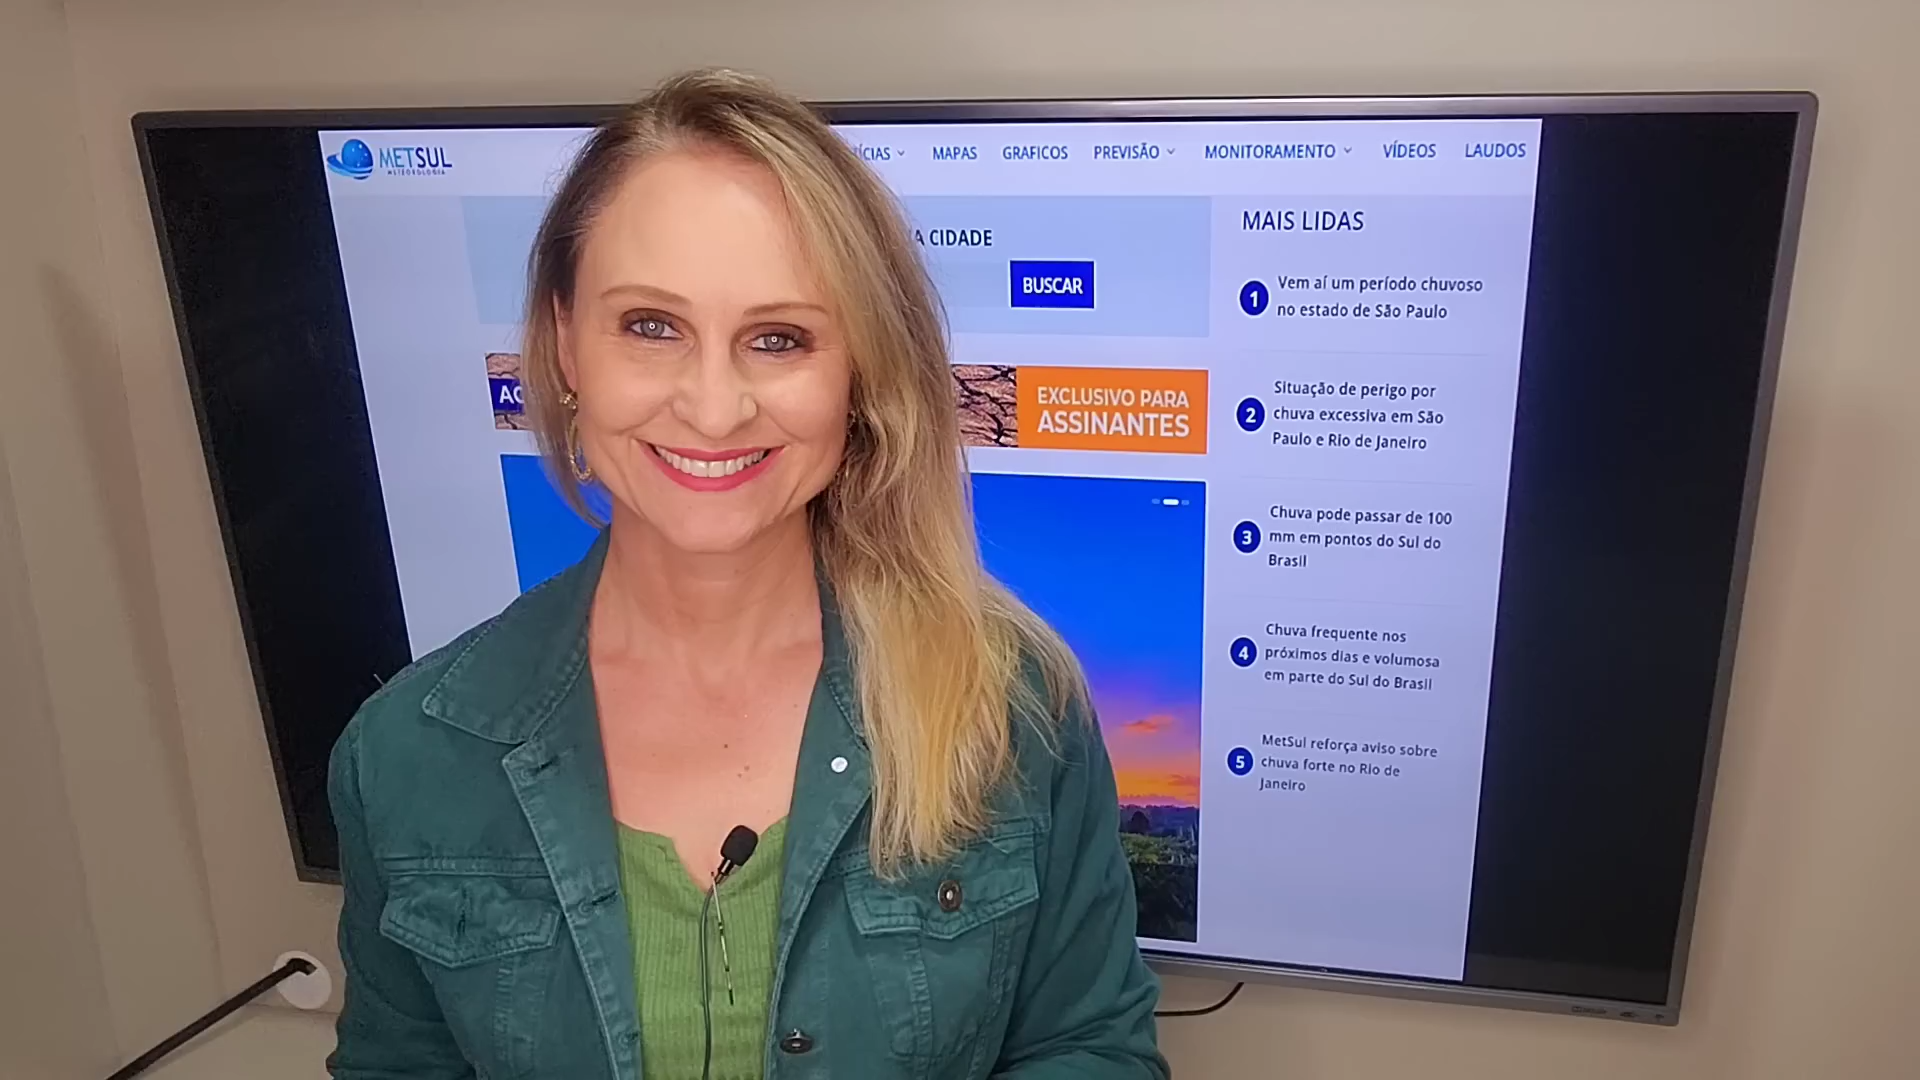 METSUL
METEOROLOGIA
MAPAS
GRAFICOS
PREVISÃO
MONITORAMENTO
VÍDEOS
LAUDOS
CIDADE
BUSCAR
EXCLUSIVO PARA
ASSINANTES
MAIS LIDAS
1
Vem aí um período chuvoso
no estado de São Paulo
2
Situação de perigo por
chuva excessiva em São
Paulo e Rio de Janeiro
3
Chuva pode passar de 100
mm em pontos do Sul do
Brasil
4
Chuva frequente nos
próximos dias e volumosa
em parte do Sul do Brasil
5
MetSul reforça aviso sobre
chuva forte no Rio de
Janeiro